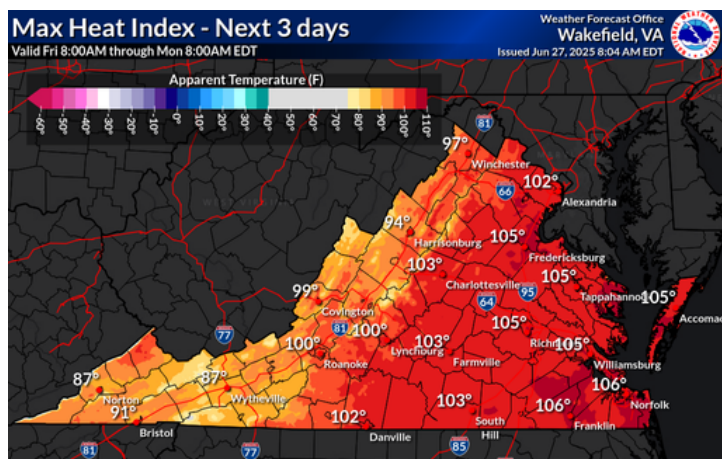 Max Heat Index - Next 3 days
Valid Fri 8:00AM through Mon 8:00AM EDT
Weather Forecast Office
Wakefield, VA
Issued Jun 27, 2025 8:04 AM EDT
Apparent Temperature (F)
-60° -50° -40° -30° -20° -10° 0° 10° 20° 30° 40° 50° 60° 70° 80° 90° 100° 110°
81
97°
Winchester
66
102°
Alexandria
94°
Harrisonburg
105°
Fredericksburg
103°
Charlottesville
105°
Tappahannock
105°
Accomac
99°
Covington
64
95
77
81
100°
100°
Roanoke
Lynchburg
103°
105°
Farmville
105°
Williamsburg
87°
Norton
87°
Wytheville
106°
Norfolk
91°
Bristol
102°
Danville
103°
South
Hill
106°
Franklin
81
77
85